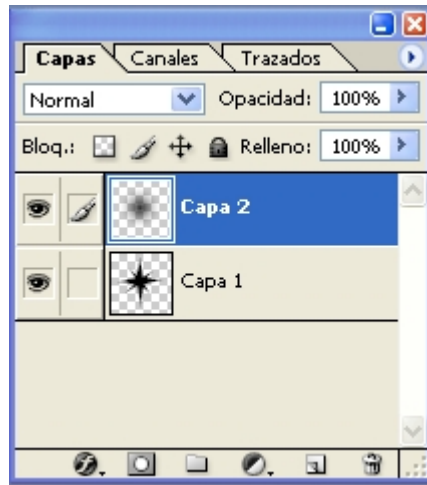 Capas Canales Trazados
Normal Opacidad: 100%
Bloq.: Relleno: 100%
Capa 2
Capa 1